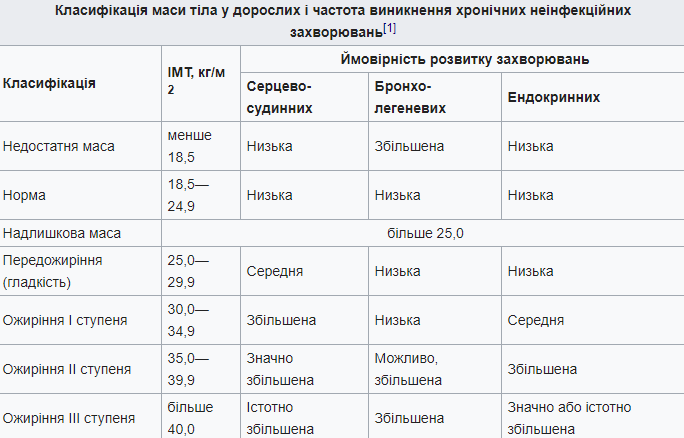 Класифікація маси тіла у дорослих і частота виникнення хронічних неінфекційних
захворювань[1]
Класифікація
ІМТ, кг/м
2
Ймовірність розвитку захворювань
Серцево-
судинних
Бронхо-
легеневих
Ендокринних
Недостатня маса
менше
18,5
Низька
Збільшена
Низька
Норма
18,5—
24,9
Низька
Низька
Низька
Надлишкова маса
більше 25,0
Передожиріння
(гладкість)
25,0—
29,9
Середня
Низька
Низька
Ожиріння I ступеня
30,0—
34,9
Збільшена
Низька
Середня
Ожиріння II ступеня
35,0—
39,9
Значно
збільшена
Можливо,
збільшена
Збільшена
Ожиріння III ступеня
більше
40,0
Істотно
збільшена
Збільшена
Значно або істотно
збільшена